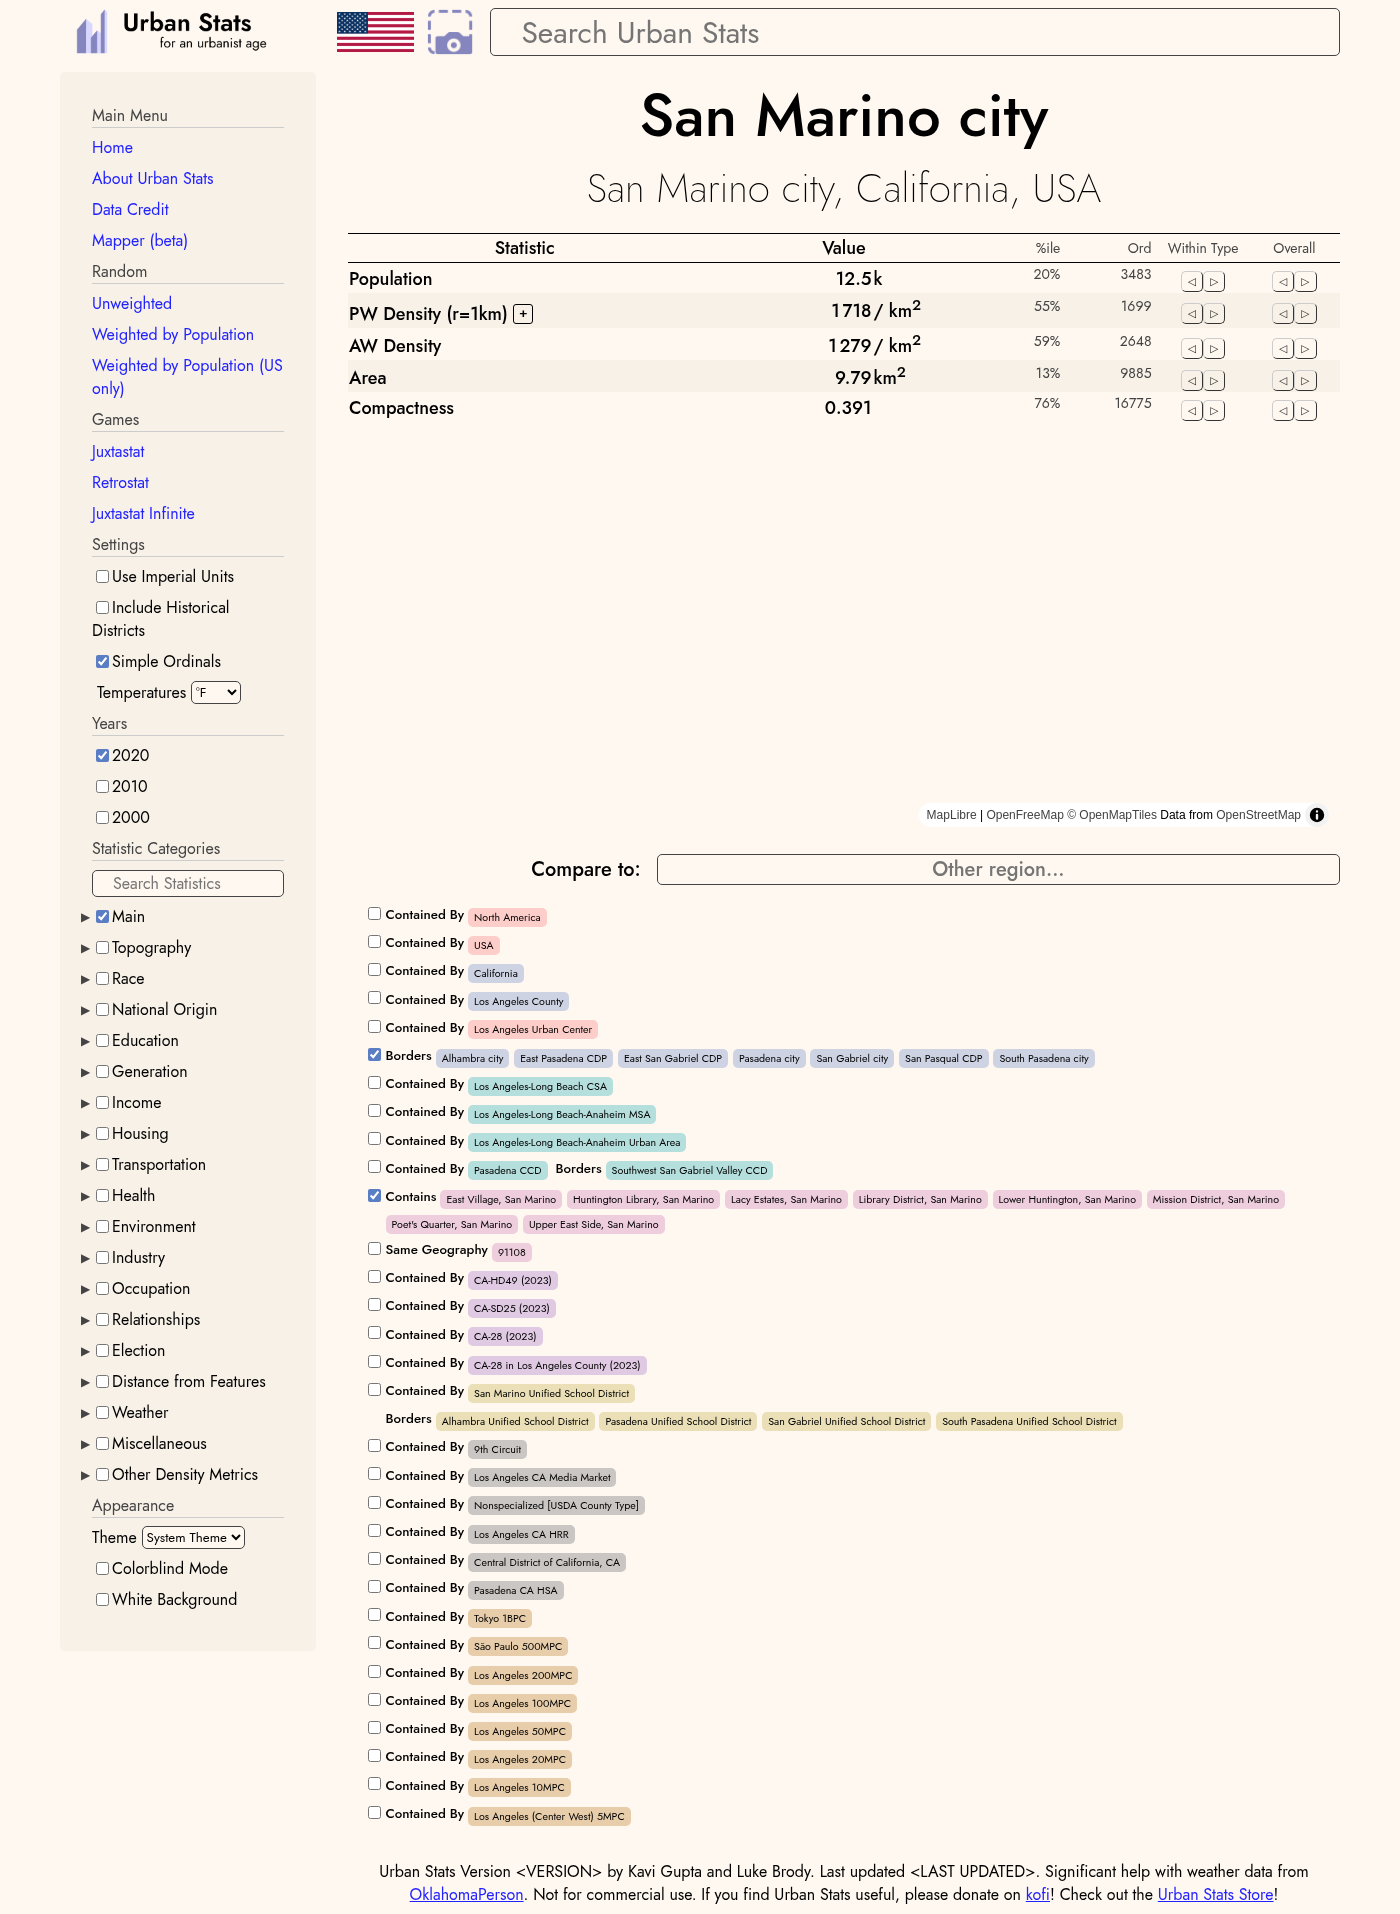 Urban Stats
for an urbanist age
Search Urban Stats
Main Menu
Home
About Urban Stats
Data Credit
Mapper (beta)
Random
Unweighted
Weighted by Population
Weighted by Population (US
only)
Games
Juxtastat
Retrostat
Juxtastat Infinite
Settings
Use Imperial Units
Include Historical
Districts
Simple Ordinals
Temperatures °F
Years
2020
2010
2000
Statistic Categories
Search Statistics
Main
Topography
Race
National Origin
Education
Generation
Income
Housing
Transportation
Health
Environment
Industry
Occupation
Relationships
Election
Distance from Features
Weather
Miscellaneous
Other Density Metrics
Appearance
Theme System Theme
Colorblind Mode
White Background
San Marino city
San Marino city, California, USA
Statistic Value %ile Ord Within Type Overall
Population 12.5k 20% 3483
PW Density (r=1km) + 1 718 / km² 55% 1699
AW Density 1 279 / km² 59% 2648
Area 9.79 km² 13% 9885
Compactness 0.391 76% 16775
MapLibre | OpenFreeMap © OpenMapTiles Data from OpenStreetMap
Compare to: Other region...
Contained By North America
Contained By USA
Contained By California
Contained By Los Angeles County
Contained By Los Angeles Urban Center
Borders Alhambra city East Pasadena CDP East San Gabriel CDP Pasadena city San Gabriel city San Pasqual CDP South Pasadena city
Contained By Los Angeles-Long Beach CSA
Contained By Los Angeles-Long Beach-Anaheim MSA
Contained By Los Angeles-Long Beach-Anaheim Urban Area
Contained By Pasadena CCD Borders Southwest San Gabriel Valley CCD
Contains East Village, San Marino Huntington Library, San Marino Lacy Estates, San Marino Library District, San Marino Lower Huntington, San Marino Mission District, San Marino
Poet's Quarter, San Marino Upper East Side, San Marino
Same Geography 91108
Contained By CA-HD49 (2023)
Contained By CA-SD25 (2023)
Contained By CA-28 (2023)
Contained By CA-28 in Los Angeles County (2023)
Contained By San Marino Unified School District
Borders Alhambra Unified School District Pasadena Unified School District San Gabriel Unified School District South Pasadena Unified School District
Contained By 9th Circuit
Contained By Los Angeles CA Media Market
Contained By Nonspecialized [USDA County Type]
Contained By Los Angeles CA HRR
Contained By Central District of California, CA
Contained By Pasadena CA HSA
Contained By Tokyo 1BPC
Contained By São Paulo 500MPC
Contained By Los Angeles 200MPC
Contained By Los Angeles 100MPC
Contained By Los Angeles 50MPC
Contained By Los Angeles 20MPC
Contained By Los Angeles 10MPC
Contained By Los Angeles (Center West) 5MPC
Urban Stats Version <VERSION> by Kavi Gupta and Luke Brody. Last updated <LAST UPDATED>. Significant help with weather data from
OklahomaPerson. Not for commercial use. If you find Urban Stats useful, please donate on kofi! Check out the Urban Stats Store!